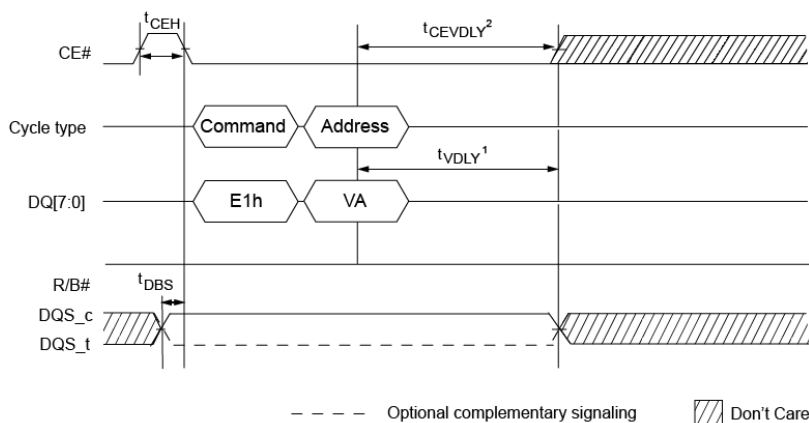 tCEH
tCEVDLY2
CE#
Cycle type
Command
Address
tVDLY1
DQ[7:0]
E1h
VA
R/B#
tDBS
DQS_c
DQS_t
Optional complementary signaling
Don't Care